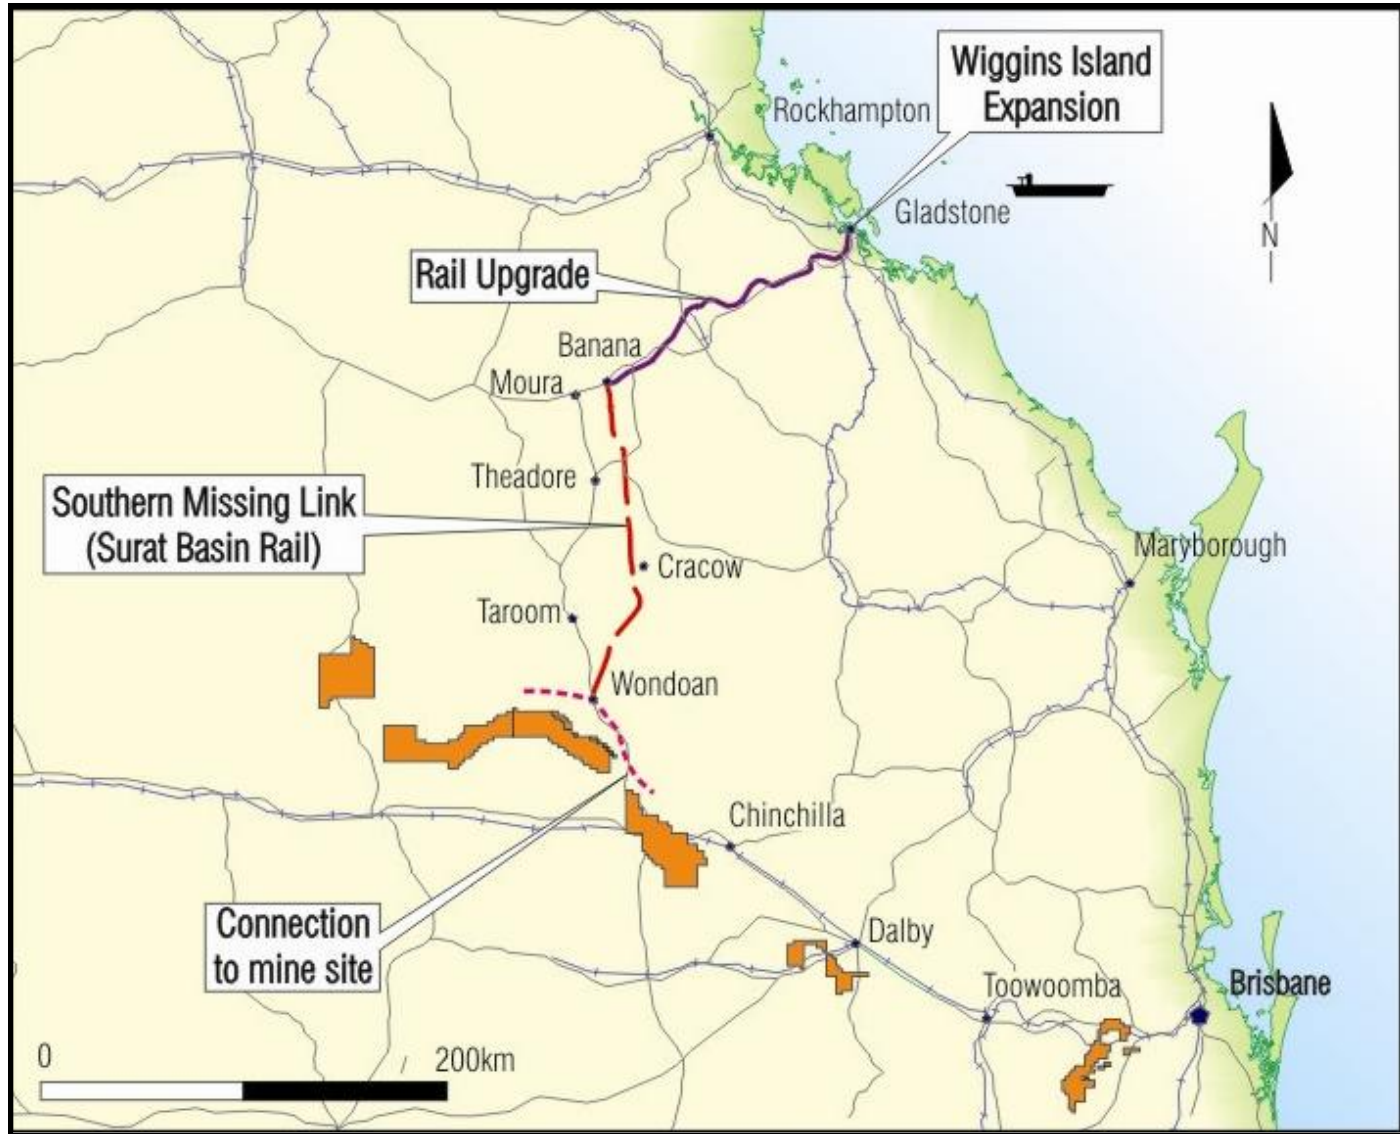 Wiggins Island
Expansion
Rockhampton
Gladstone
N
Rail Upgrade
Banana
Moura
Theadore
Southern Missing Link
(Surat Basin Rail)
Cracow
Maryborough
Taroom
Wondoan
Chinchilla
Connection
to mine site
Dalby
Toowoomba
Brisbane
0
200km